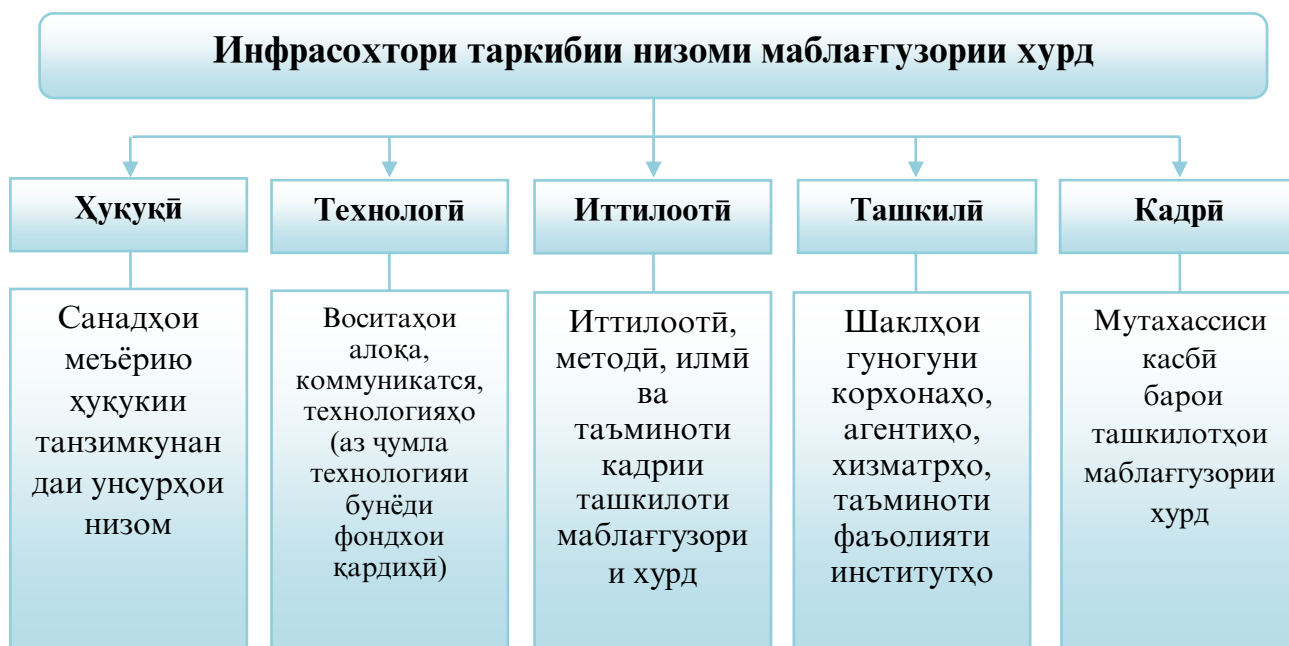 Инфрасохтори таркибии низоми маблағгузории хурд
Ҳуқуқӣ
Санадҳои
меъёрию
ҳуқукии
танзимкунан
даи унсурҳои
низом
Технологӣ
Воситаҳои
алоқа,
коммуникатся,
технологияҳо
(аз ҷумла
технологияи
бунёди
фондхои
қардиҳӣ)
Иттилоотӣ
Иттилоотӣ,
методӣ, илмӣ
ва
таъминоти
кадрии
ташкилоти
маблағгузори
и хурд
Ташкилӣ
Шаклҳои
гуногуни
корхонаҳо,
агентиҳо,
хизматрҳо,
таъминоти
фаъолияти
институтҳо
Кадрӣ
Мутахассиси
касбӣ
барои
ташкилотҳои
маблағгузории
хурд